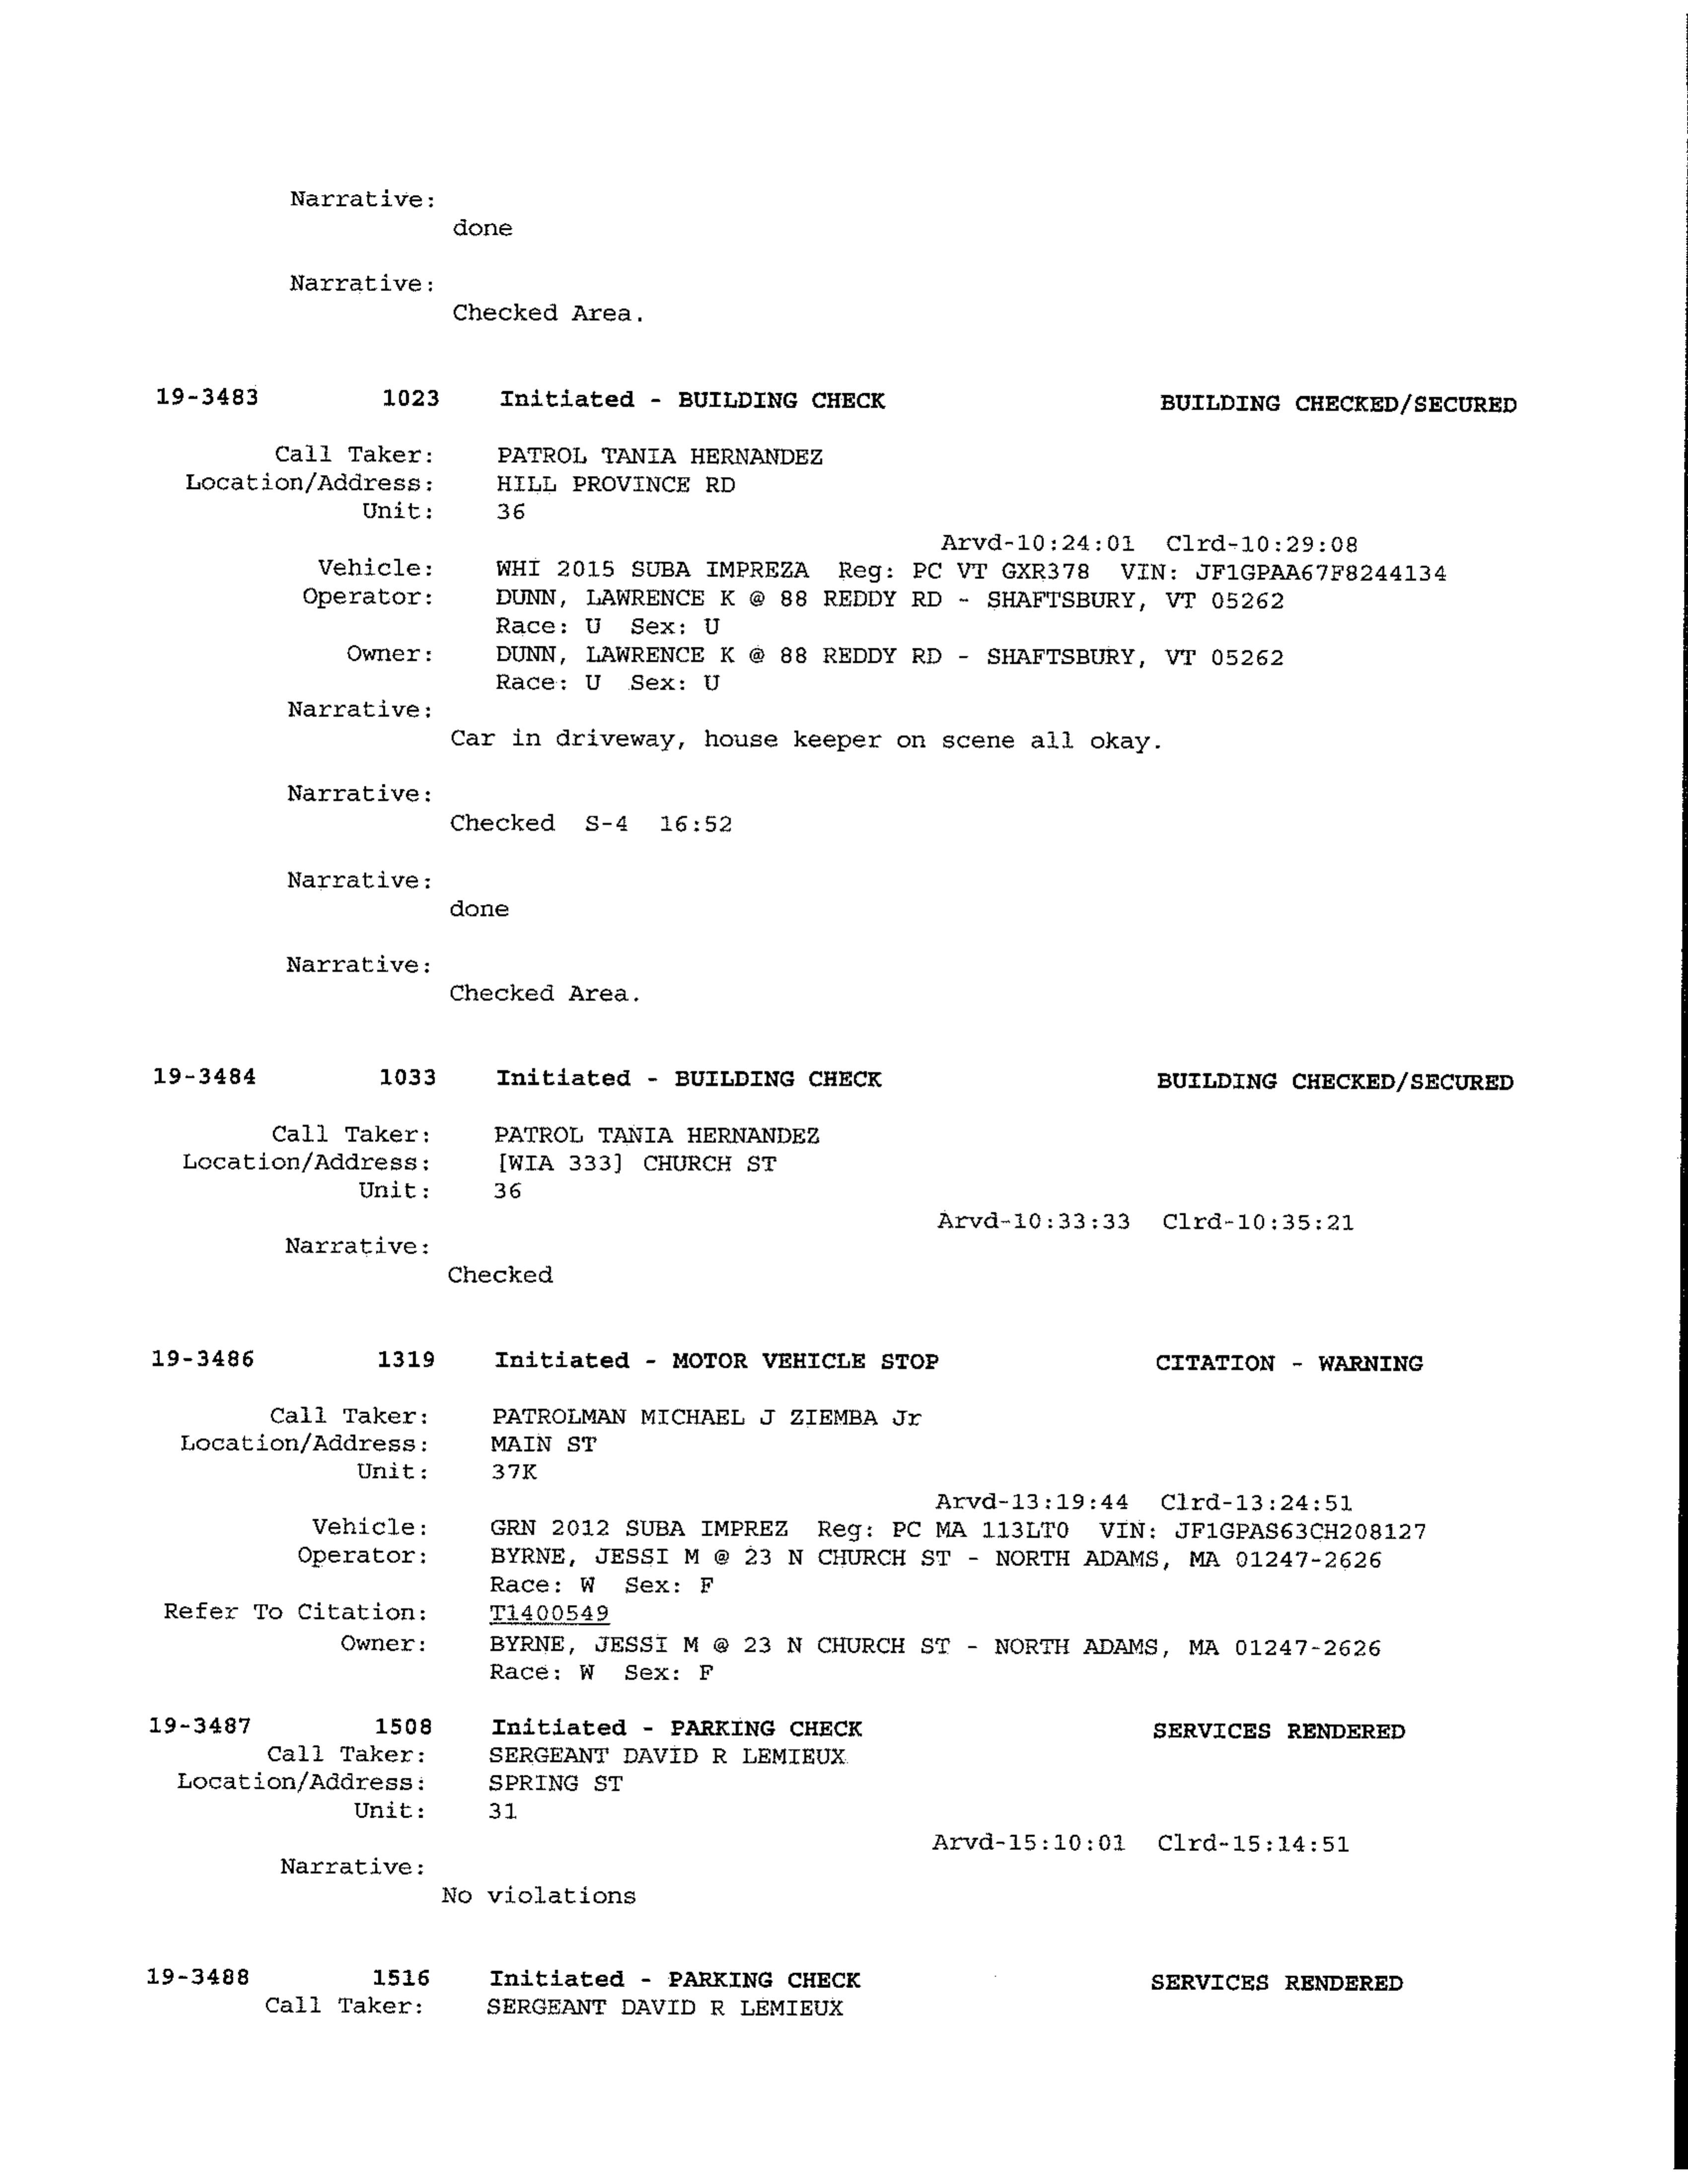 Narrative:
done
Narrative:
Checked Area.
19-3483 1023 Initiated - BUILDING CHECK BUILDING CHECKED/SECURED
Call Taker: PATROL TANIA HERNANDEZ
Location/Address: HILL PROVINCE RD
Unit: 36
Arvd-10:24:01 Clrd-10:29:08
Vehicle: WHI 2015 SUBA IMPREZA Reg: PC VT GXR378 VIN: JF1GPAA67F8244134
Operator: DUNN, LAWRENCE K @ 88 REDDY RD - SHAFTSBURY, VT 05262
Race: U Sex: U
Owner: DUNN, LAWRENCE K @ 88 REDDY RD - SHAFTSBURY, VT 05262
Race: U Sex: U
Narrative:
Car in driveway, house keeper on scene all okay.
Narrative:
Checked S-4 16:52
Narrative:
done
Narrative:
Checked Area.
19-3484 1033 Initiated - BUILDING CHECK BUILDING CHECKED/SECURED
Call Taker: PATROL TANIA HERNANDEZ
Location/Address: [WIA 333] CHURCH ST
Unit: 36
Arvd-10:33:33 Clrd-10:35:21
Narrative:
Checked
19-3486 1319 Initiated - MOTOR VEHICLE STOP CITATION - WARNING
Call Taker: PATROLMAN MICHAEL J ZIEMBA Jr
Location/Address: MAIN ST
Unit: 37K
Arvd-13:19:44 Clrd-13:24:51
Vehicle: GRN 2012 SUBA IMPREZ Reg: PC MA 113LT0 VIN: JF1GPAS63CH208127
Operator: BYRNE, JESSI M @ 23 N CHURCH ST - NORTH ADAMS, MA 01247-2626
Race: W Sex: F
Refer To Citation: T1400549
Owner: BYRNE, JESSI M @ 23 N CHURCH ST - NORTH ADAMS, MA 01247-2626
Race: W Sex: F
19-3487 1508 Initiated - PARKING CHECK SERVICES RENDERED
Call Taker: SERGEANT DAVID R LEMIEUX
Location/Address: SPRING ST
Unit: 31
Arvd-15:10:01 Clrd-15:14:51
Narrative:
No violations
19-3488 1516 Initiated - PARKING CHECK SERVICES RENDERED
Call Taker: SERGEANT DAVID R LEMIEUX